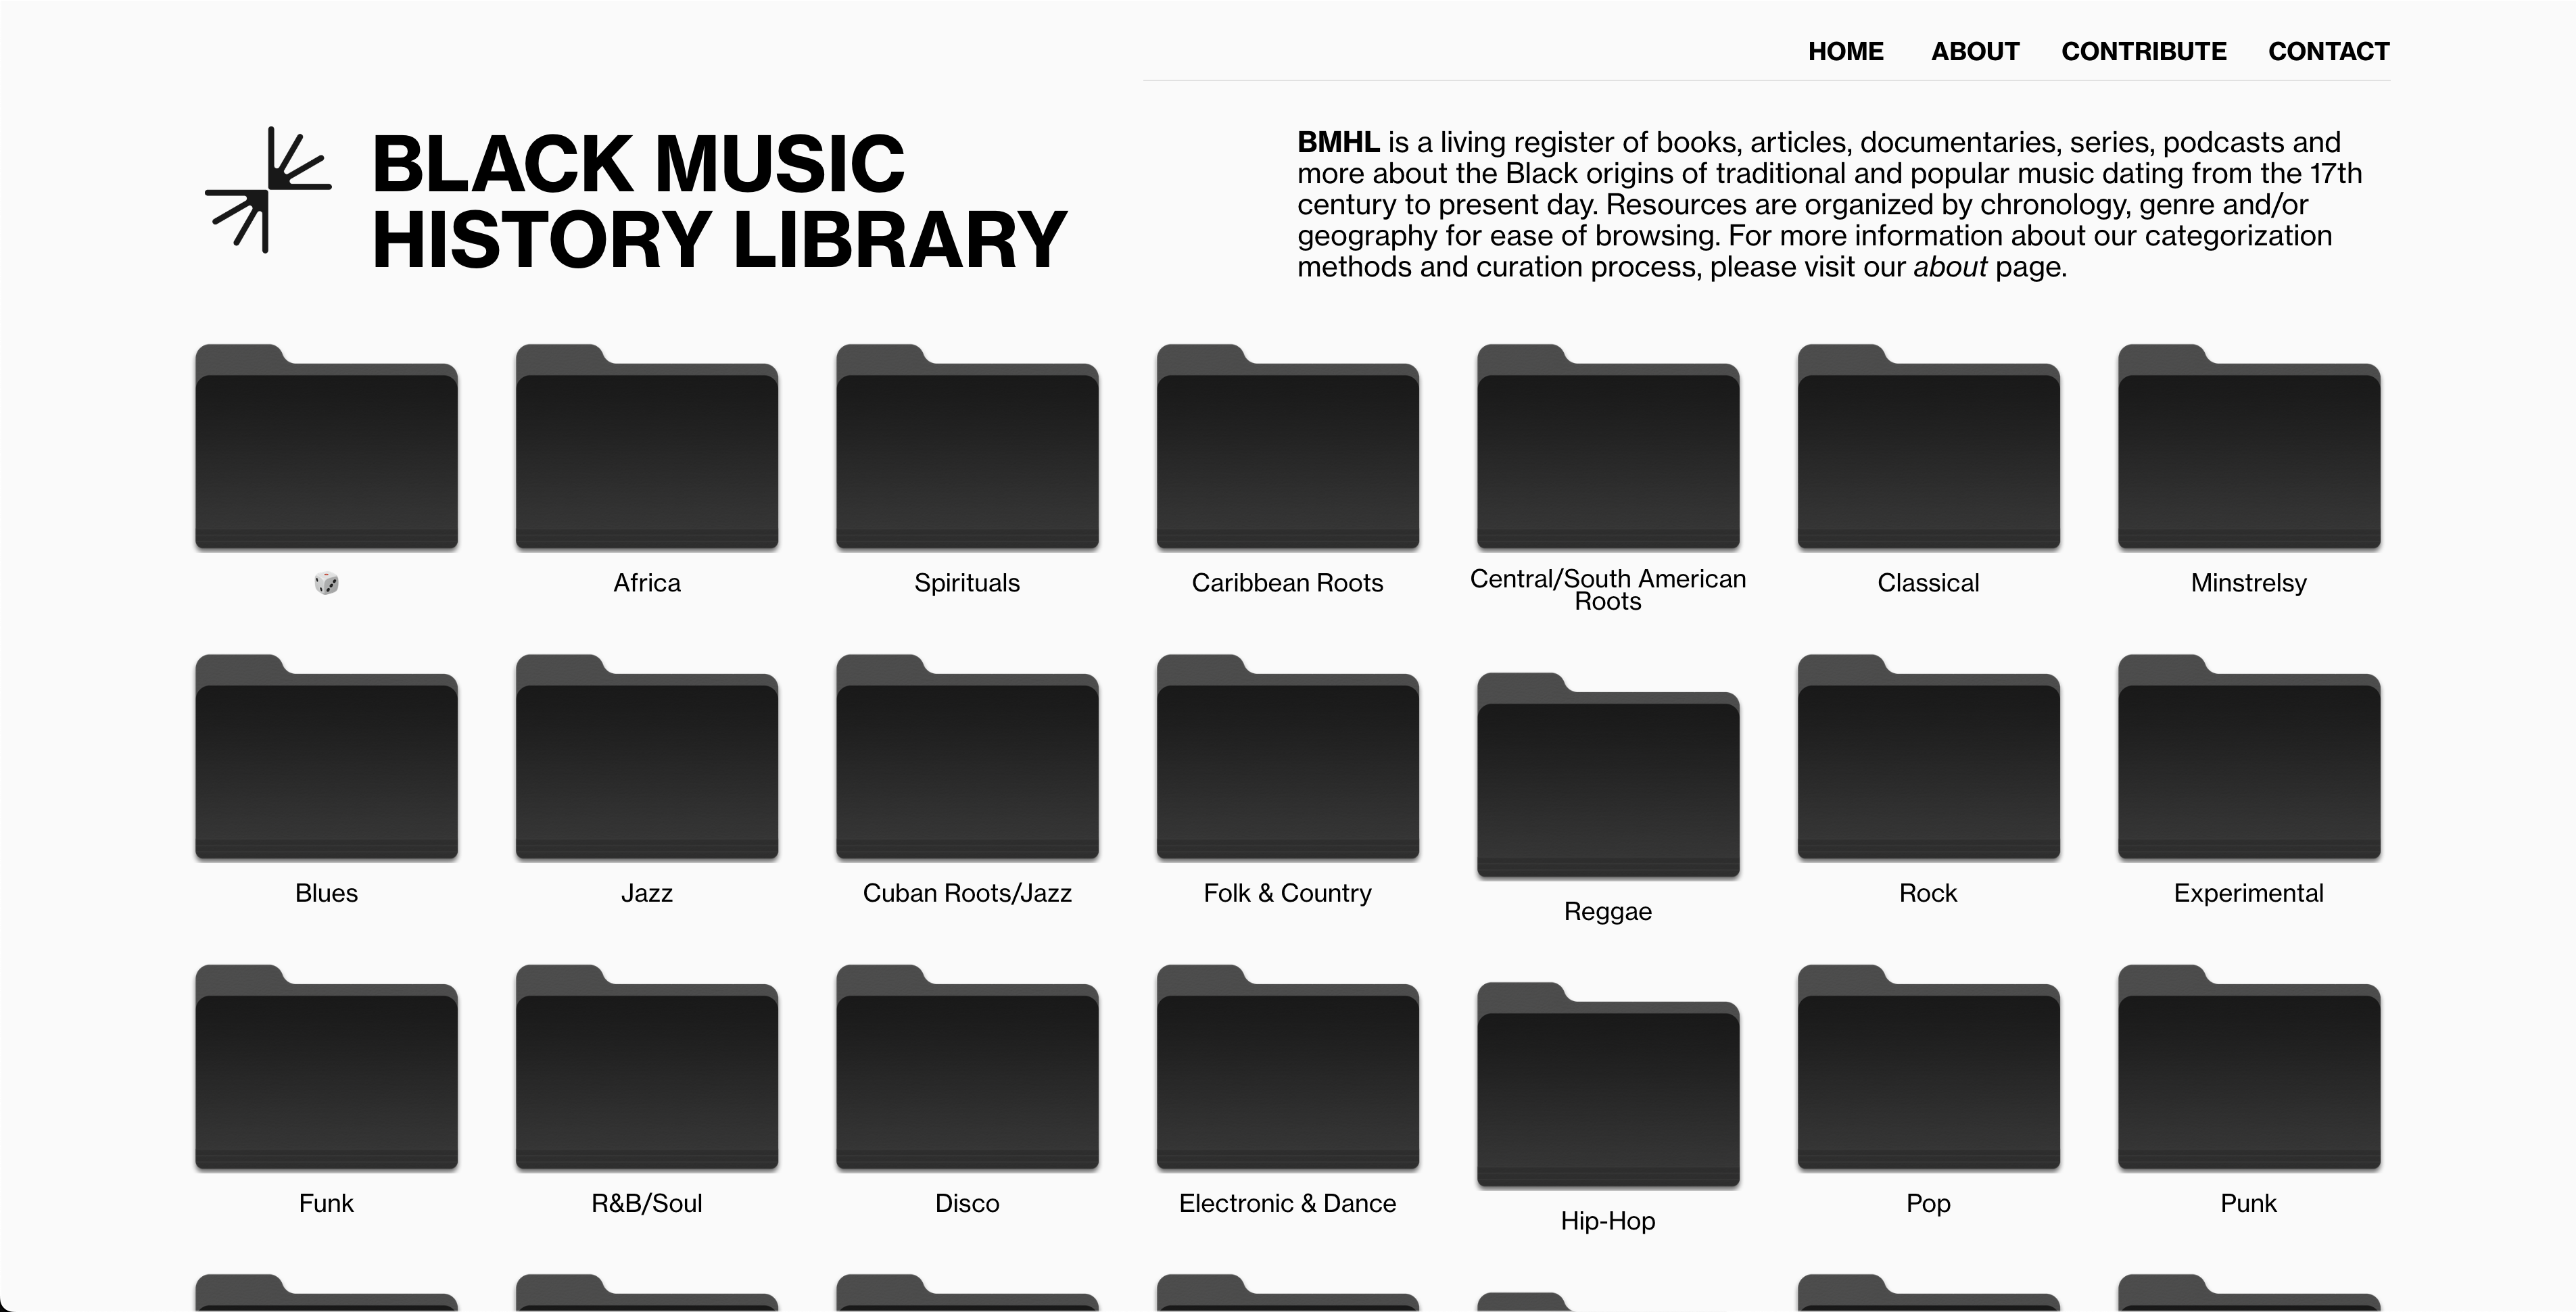 HOME ABOUT CONTRIBUTE CONTACT
BLACK MUSIC
HISTORY LIBRARY
BMHL is a living register of books, articles, documentaries, series, podcasts and
more about the Black origins of traditional and popular music dating from the 17th
century to present day. Resources are organized by chronology, genre and/or
geography for ease of browsing. For more information about our categorization
methods and curation process, please visit our about page.
🎲 Africa Spirituals Caribbean Roots Central/South American Classical Minstrelsy
Roots
Blues Jazz Cuban Roots/Jazz Folk & Country Reggae Rock Experimental
Funk R&B/Soul Disco Electronic & Dance Hip-Hop Pop Punk